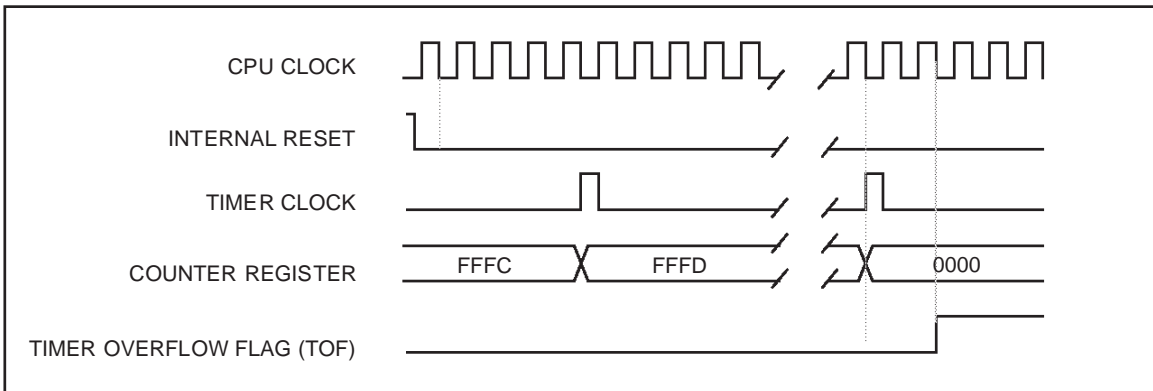 CPU CLOCK
INTERNAL RESET
TIMER CLOCK
COUNTER REGISTER FFFC FFFD 0000
TIMER OVERFLOW FLAG (TOF)